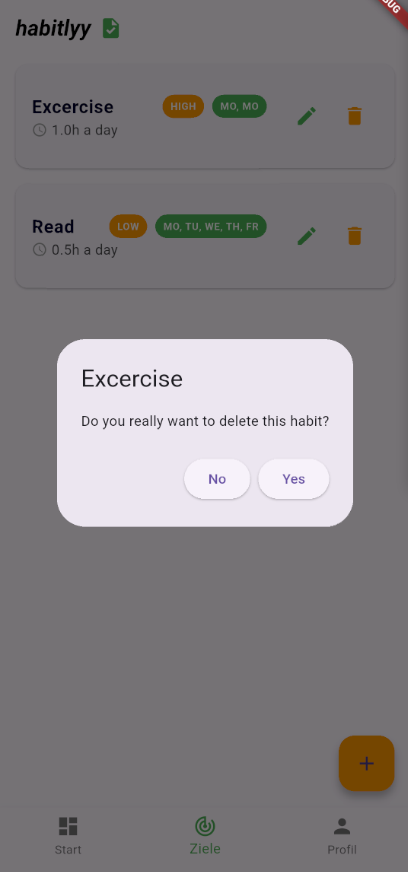 habitlyy
Excercise HIGH MO, MO
1.0h a day
Read LOW MO, TU, WE, TH, FR
0.5h a day
Excercise
Do you really want to delete this habit?
No Yes
+
Start Ziele Profil